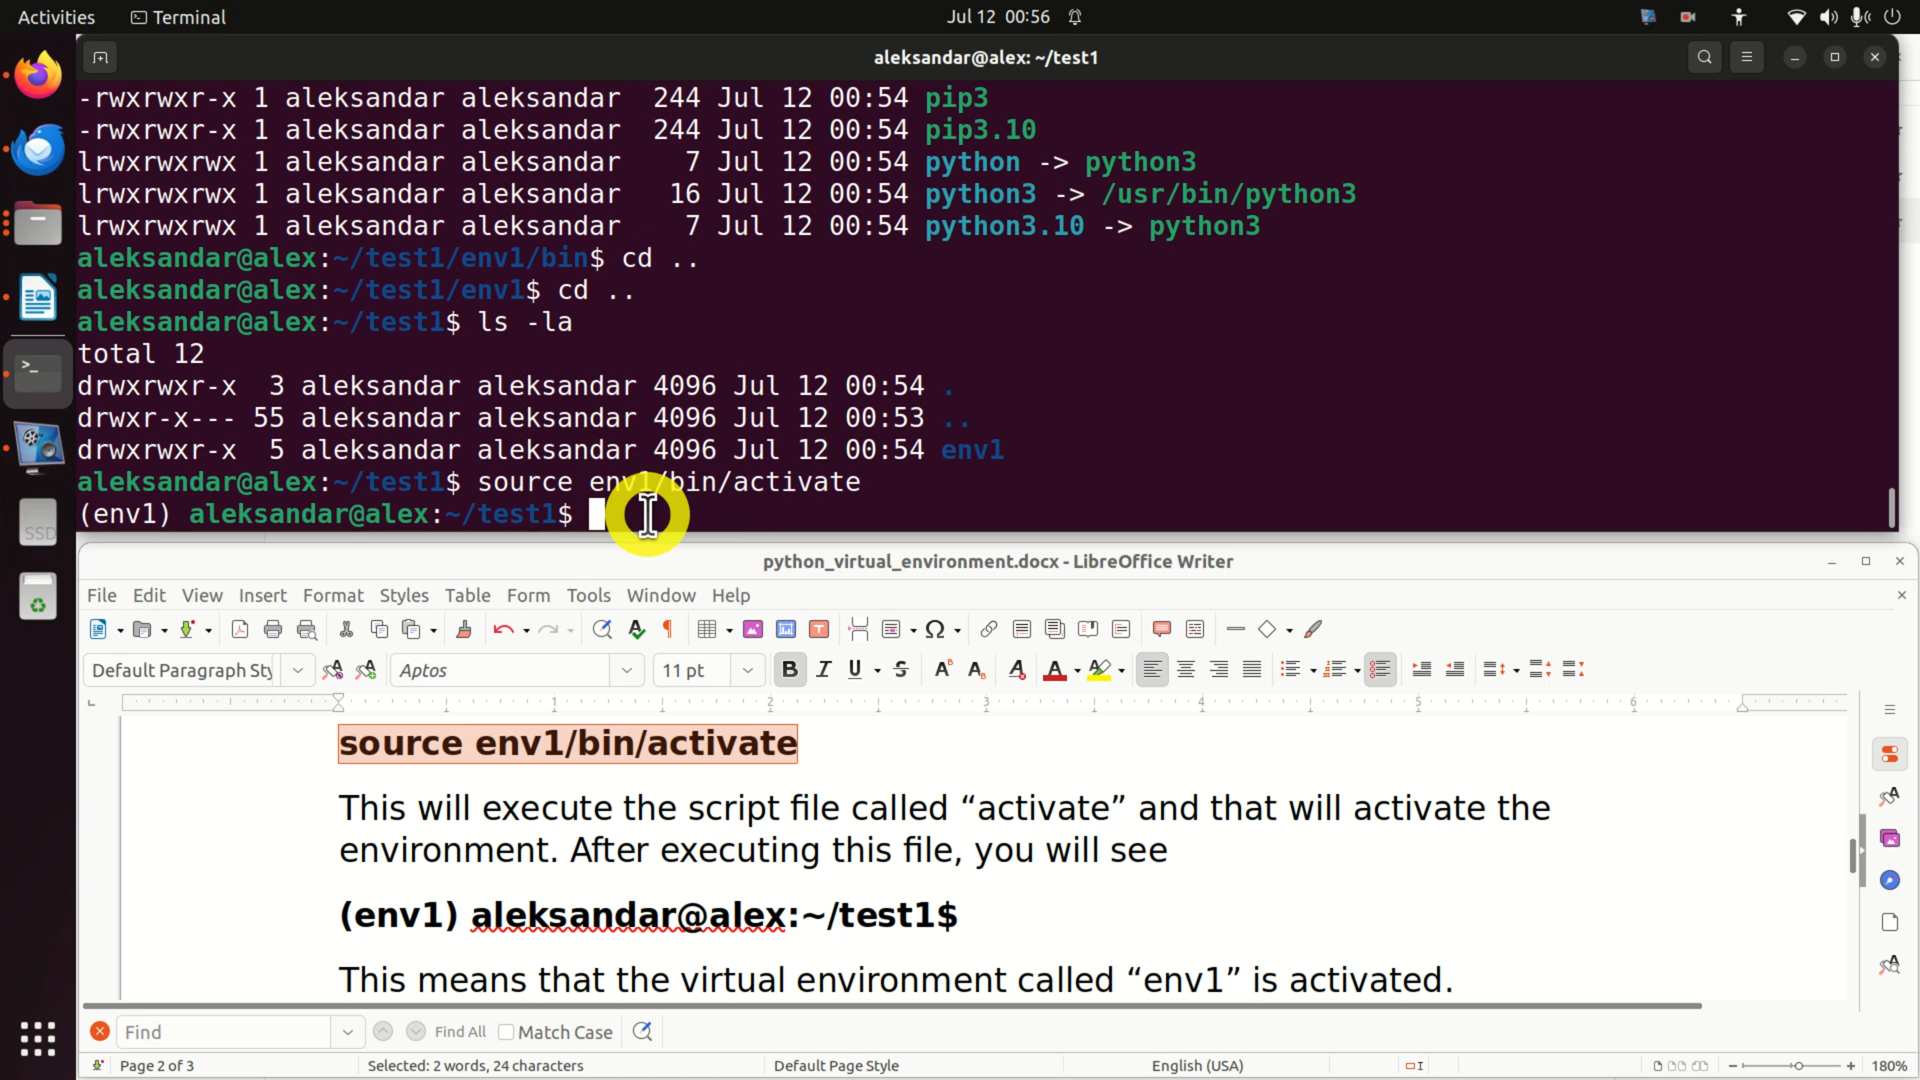 Activities Terminal Jul 12 00:56
aleksandar@alex: ~/test1
-rwxrwxr-x 1 aleksandar aleksandar 244 Jul 12 00:54 pip3
-rwxrwxr-x 1 aleksandar aleksandar 244 Jul 12 00:54 pip3.10
lrwxrwxrwx 1 aleksandar aleksandar 7 Jul 12 00:54 python -> python3
lrwxrwxrwx 1 aleksandar aleksandar 16 Jul 12 00:54 python3 -> /usr/bin/python3
lrwxrwxrwx 1 aleksandar aleksandar 7 Jul 12 00:54 python3.10 -> python3
aleksandar@alex:~/test1/env1/bin$ cd ..
aleksandar@alex:~/test1/env1$ cd ..
aleksandar@alex:~/test1$ ls -la
total 12
drwxrwxr-x 3 aleksandar aleksandar 4096 Jul 12 00:54 .
drwxr-x--- 55 aleksandar aleksandar 4096 Jul 12 00:53 ..
drwxrwxr-x 5 aleksandar aleksandar 4096 Jul 12 00:54 env1
aleksandar@alex:~/test1$ source env1/bin/activate
(env1) aleksandar@alex:~/test1$
SSD
python_virtual_environment.docx - LibreOffice Writer
File Edit View Insert Format Styles Table Form Tools Window Help
Default Paragraph Sty Aptos 11 pt
1 2 3 4 5 6
source env1/bin/activate
This will execute the script file called “activate” and that will activate the
environment. After executing this file, you will see
(env1) aleksandar@alex:~/test1$
This means that the virtual environment called “env1” is activated.
Find Find All Match Case
Page 2 of 3 Selected: 2 words, 24 characters Default Page Style English (USA) 180%